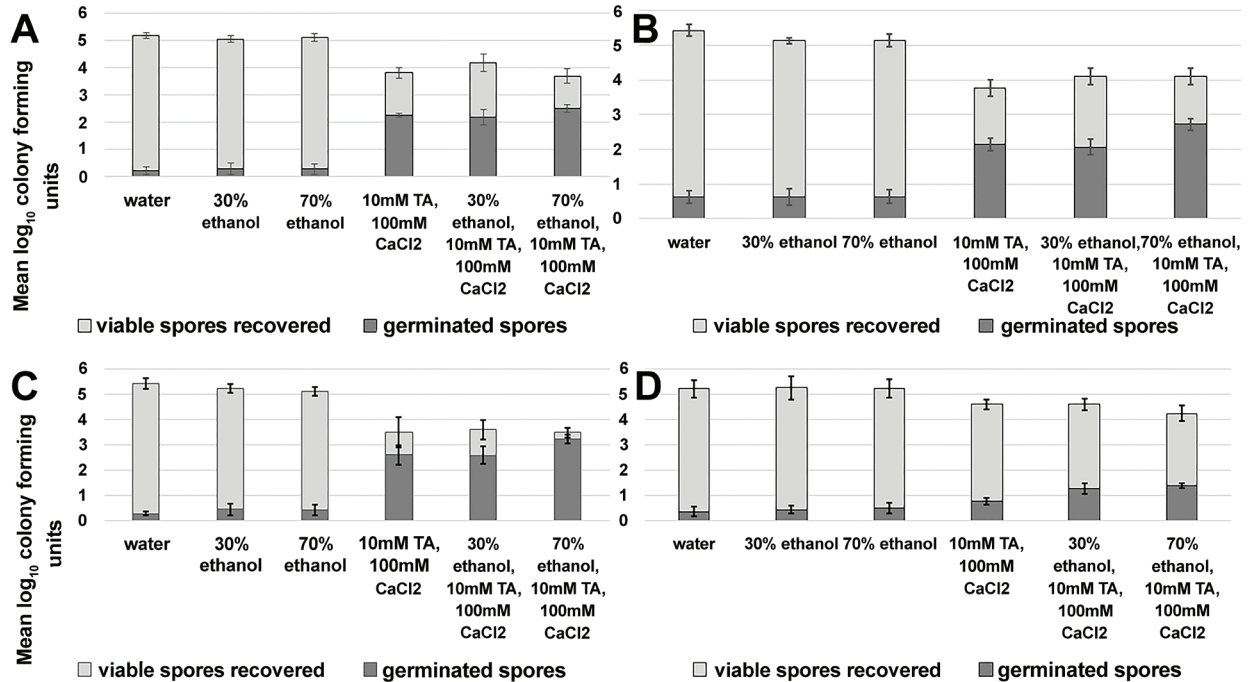 A
Mean log10 colony forming
units
6
5
4
3
2
1
0
water
30%
ethanol
70%
ethanol
10mM TA,
100mM
CaCl2
30%
ethanol,
10mM TA,
100mM
CaCl2
70%
ethanol,
10mM TA,
100mM
CaCl2
viable spores recovered
germinated spores
B
6
5
4
3
2
1
0
water
30% ethanol
70% ethanol
10mM TA,
100mM
CaCl2
30% ethanol,
10mM TA,
100mM
CaCl2
70% ethanol,
10mM TA,
100mM
CaCl2
viable spores recovered
germinated spores
C
Mean log10 colony forming
units
6
5
4
3
2
1
0
water
30%
ethanol
70%
ethanol
10mM TA,
100mM
CaCl2
30%
ethanol,
10mM TA,
100mM
CaCl2
70%
ethanol,
10mM TA,
100mM
CaCl2
viable spores recovered
germinated spores
D
6
5
4
3
2
1
0
water
30% ethanol
70% ethanol
10mM TA,
100mM
CaCl2
30%
ethanol,
10mM TA,
100mM
CaCl2
70%
ethanol,
10mM TA,
100mM
CaCl2
viable spores recovered
germinated spores